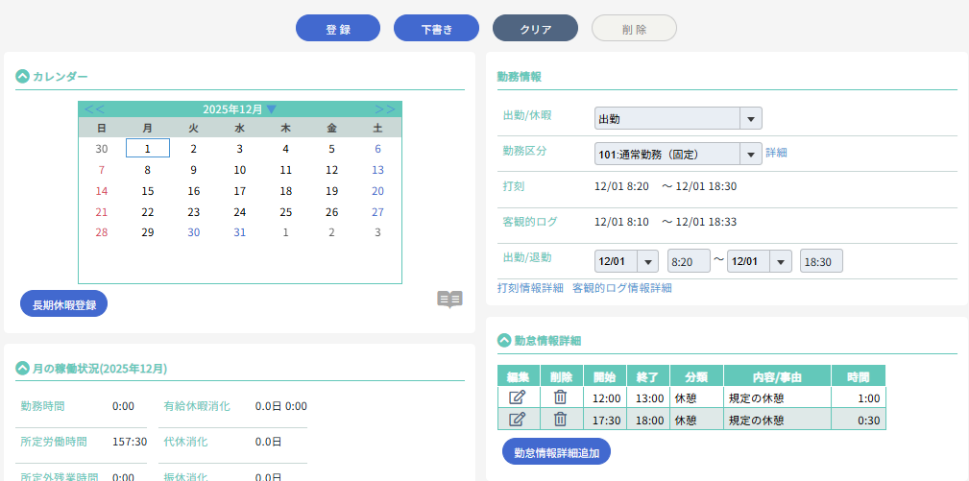 登 録 下書き クリア 削 除
カレンダー
<< 2025年12月▼ >>
日 月 火 水 木 金 土
30 1 2 3 4 5 6
7 8 9 10 11 12 13
14 15 16 17 18 19 20
21 22 23 24 25 26 27
28 29 30 31 1 2 3
長期休暇登録
月の稼働状況(2025年12月)
勤務時間 0:00 有給休暇消化 0.0日 0:00
所定労働時間 157:30 代休消化 0.0日
所定外残業時間 0:00 振休消化 0.0日
勤務情報
出勤/休暇 出勤
勤務区分 101:通常勤務（固定） 詳細
打刻 12/01 8:20 ～ 12/01 18:30
客観的ログ 12/01 8:10 ～ 12/01 18:33
出勤/退勤 12/01 8:20 ～ 12/01 18:30
打刻情報詳細 客観的ログ情報詳細
勤怠情報詳細
編集 削除 開始 終了 分類 内容/事由 時間
12:00 13:00 休憩 規定の休憩 1:00
17:30 18:00 休憩 規定の休憩 0:30
勤怠情報詳細追加